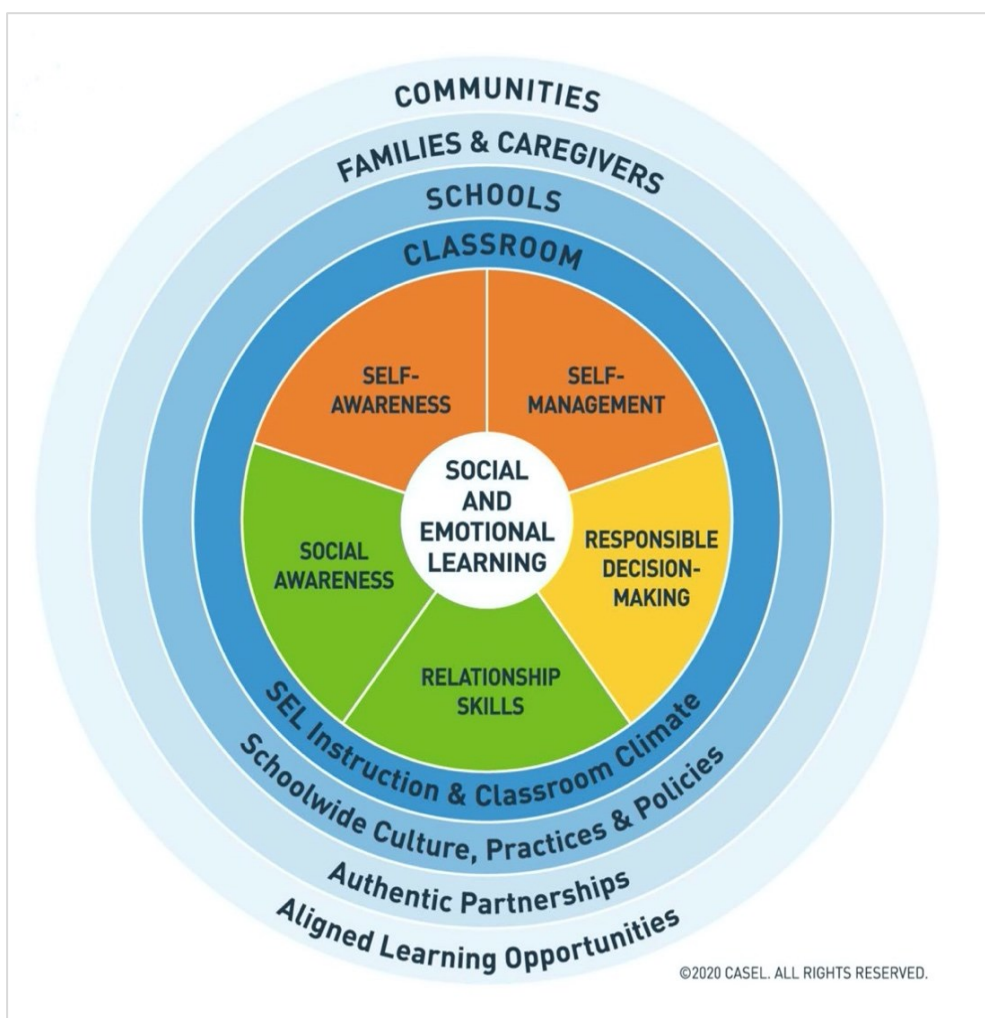 COMMUNITIES
FAMILIES & CAREGIVERS
SCHOOLS
CLASSROOM
SELF-
AWARENESS
SELF-
MANAGEMENT
SOCIAL
AND
EMOTIONAL
LEARNING
SOCIAL
AWARENESS
RESPONSIBLE
DECISION-
MAKING
RELATIONSHIP
SKILLS
SEL Instruction & Classroom Climate
Schoolwide Culture, Practices & Policies
Authentic Partnerships
Aligned Learning Opportunities
©2020 CASEL. ALL RIGHTS RESERVED.